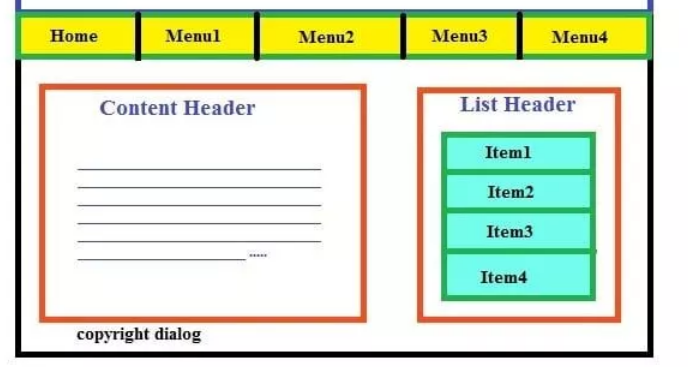 Home Menu1 Menu2 Menu3 Menu4
Content Header
List Header
Item1
Item2
Item3
Item4
.....
copyright dialog